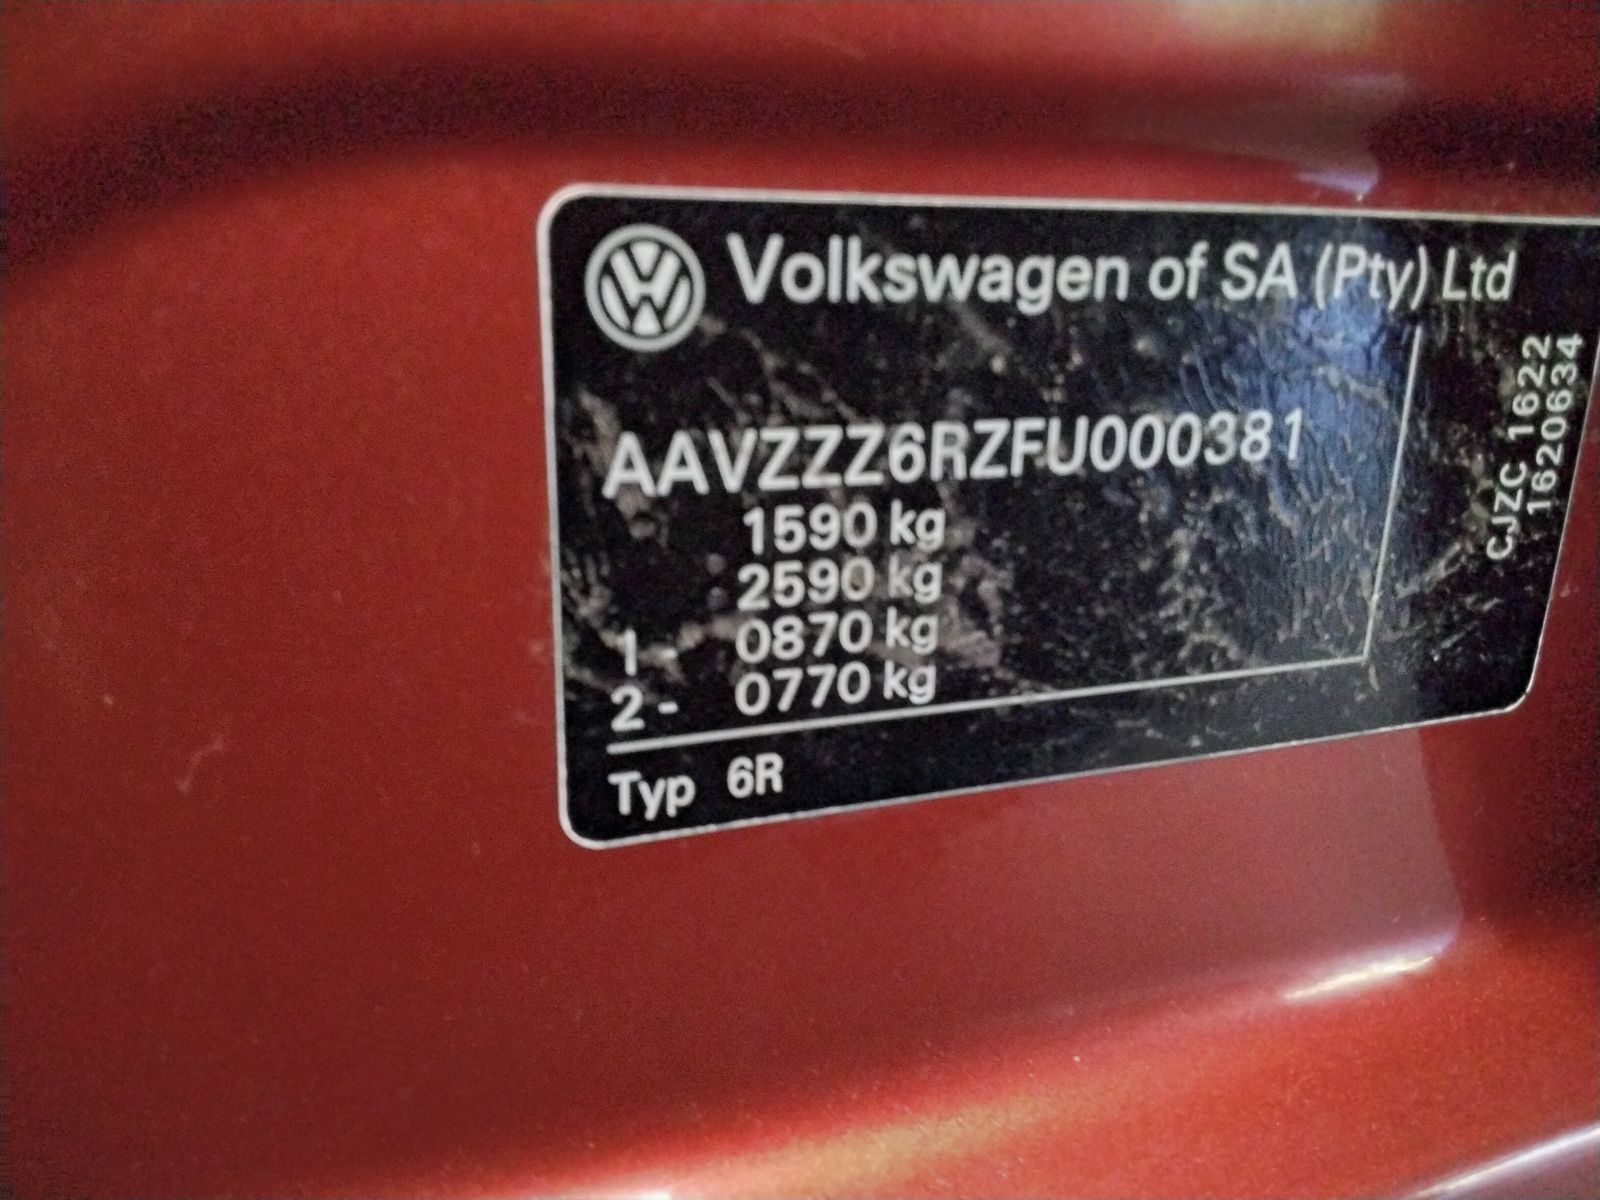 Volkswagen of SA (Pty) Ltd
AAVZZZ6RZFU000381
1590 kg
2590 kg
1 0870 kg
2 - 0770 kg
Typ 6R
CJZC 1622
1620634